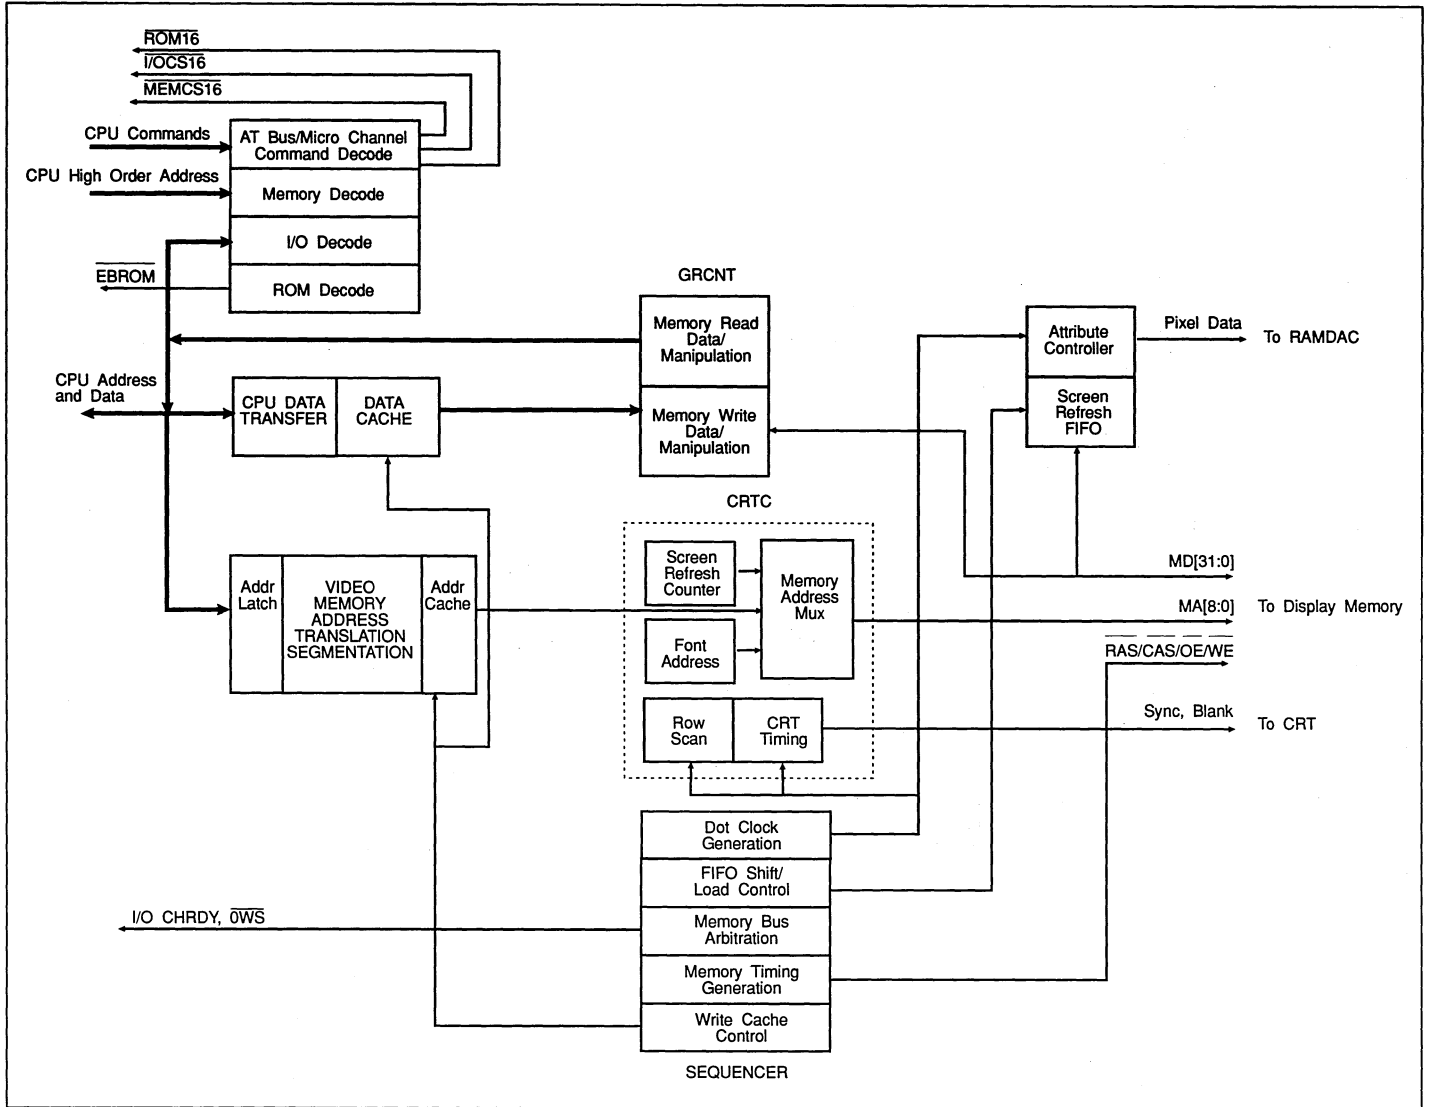 ROM16
I/OCS16
MEMCS16
CPU Commands
AT Bus/Micro Channel
Command Decode
CPU High Order Address
Memory Decode
I/O Decode
EBROM
ROM Decode
GRCNT
Memory Read
Data/
Manipulation
Attribute
Controller
Pixel Data
To RAMDAC
CPU Address
and Data
CPU DATA
TRANSFER
DATA
CACHE
Memory Write
Data/
Manipulation
Screen
Refresh
FIFO
CRTC
Addr
Latch
VIDEO
MEMORY
ADDRESS
TRANSLATION
SEGMENTATION
Addr
Cache
Screen
Refresh
Counter
Memory
Address
Mux
Font
Address
MD[31:0]
MA[8:0]
To Display Memory
RAS/CAS/OE/WE
Row
Scan
CRT
Timing
Sync, Blank
To CRT
Dot Clock
Generation
FIFO Shift/
Load Control
I/O CHRDY, 0WS
Memory Bus
Arbitration
Memory Timing
Generation
Write Cache
Control
SEQUENCER